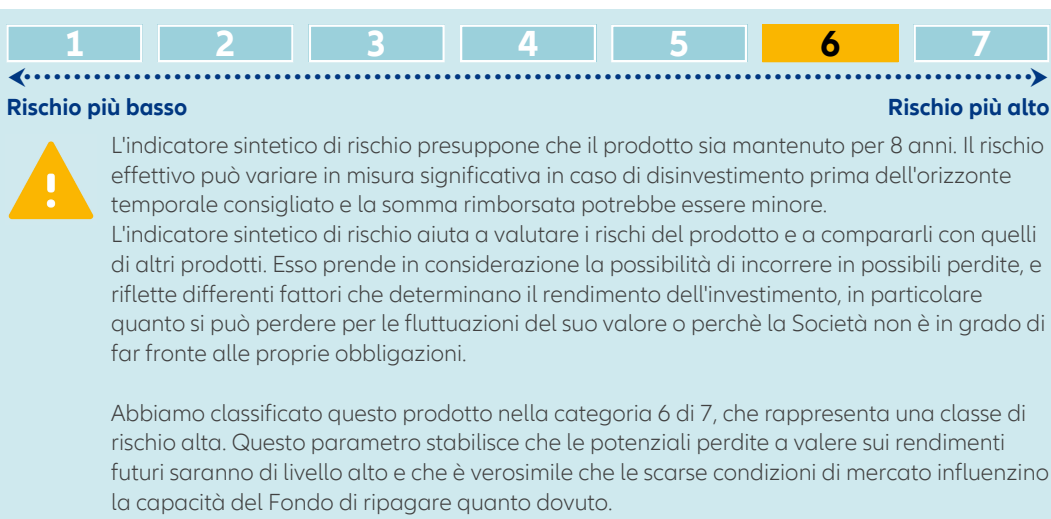 1 2 3 4 5 6 7
Rischio più basso Rischio più alto
L'indicatore sintetico di rischio presuppone che il prodotto sia mantenuto per 8 anni. Il rischio
effettivo può variare in misura significativa in caso di disinvestimento prima dell'orizzonte
temporale consigliato e la somma rimborsata potrebbe essere minore.
L'indicatore sintetico di rischio aiuta a valutare i rischi del prodotto e a compararli con quelli
di altri prodotti. Esso prende in considerazione la possibilità di incorrere in possibili perdite, e
riflette differenti fattori che determinano il rendimento dell'investimento, in particolare
quanto si può perdere per le fluttuazioni del suo valore o perchè la Società non è in grado di
far fronte alle proprie obbligazioni.
Abbiamo classificato questo prodotto nella categoria 6 di 7, che rappresenta una classe di
rischio alta. Questo parametro stabilisce che le potenziali perdite a valere sui rendimenti
futuri saranno di livello alto e che è verosimile che le scarse condizioni di mercato influenzino
la capacità del Fondo di ripagare quanto dovuto.